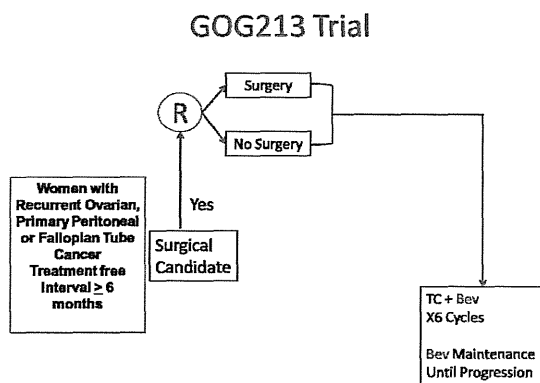 GOG213 Trial
Surgery
R
No Surgery
Women with
Recurrent Ovarian,
Primary Peritoneal
or Fallopian Tube
Cancer
Treatment free
Interval ≥ 6
months
Yes
Surgical
Candidate
TC + Bev
X6 Cycles
Bev Maintenance
Until Progression